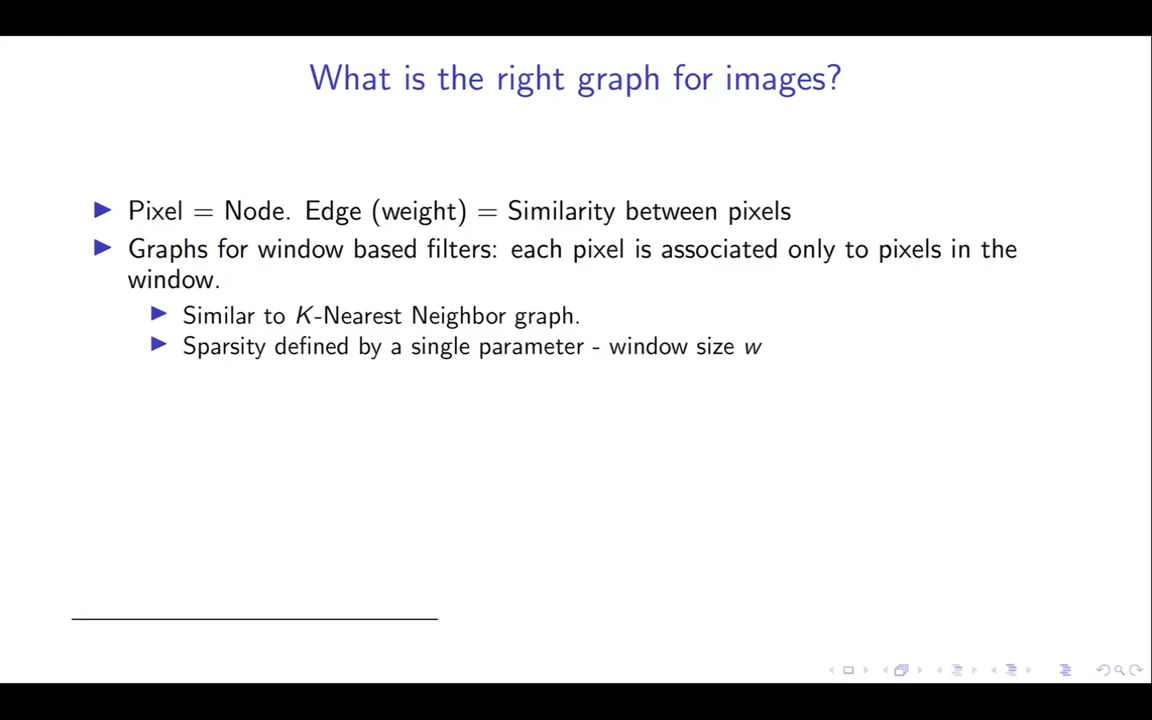 What is the right graph for images?
▶ Pixel = Node. Edge (weight) = Similarity between pixels
▶ Graphs for window based filters: each pixel is associated only to pixels in the
window.
▶ Similar to K-Nearest Neighbor graph.
▶ Sparsity defined by a single parameter - window size w